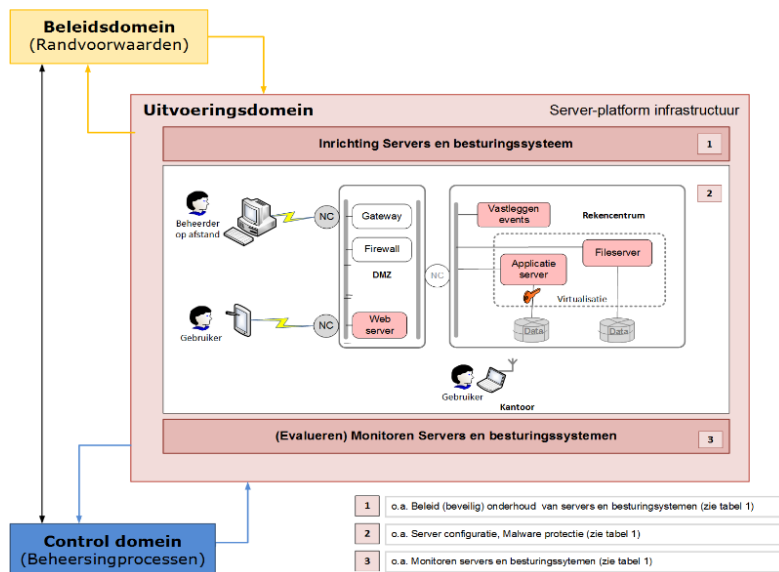 Beleidsdomein
(Randvoorwaarden)
Uitvoeringsdomein
Server-platform infrastructuur
Inrichting Servers en besturingssysteem
1
2
Beheerder
op afstand
NC
Gateway
Firewall
DMZ
NC
Vastleggen
events
Rekencentrum
Fileserver
Applicatie
server
Virtualisatie
Data
Data
Gebruiker
NC
Web
server
Gebruiker
Kantoor
(Evalueren) Monitoren Servers en besturingssystemen
3
Control domein
(Beheersingprocessen)
1 o.a. Beleid (beveilig) onderhoud van servers en besturingsystemen (zie tabel 1)
2 o.a. Server configuratie, Malware protectie (zie tabel 1)
3 o.a. Monitoren servers en besturingssytemen (zie tabel 1)